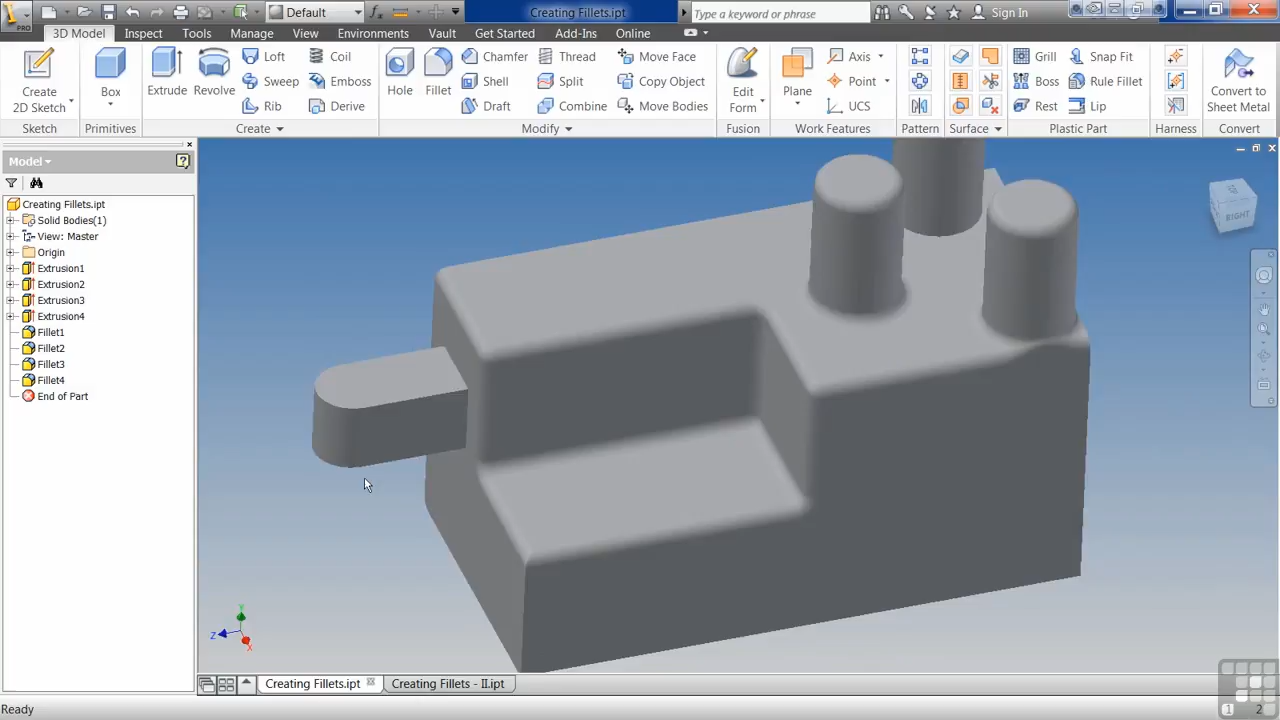 Default
Creating Fillets.ipt
Type a keyword or phrase
Sign In
PRO
3D Model Inspect Tools Manage View Environments Vault Get Started Add-Ins Online
Create 2D Sketch
Box
Extrude
Revolve
Loft
Sweep
Rib
Coil
Emboss
Derive
Hole
Fillet
Chamfer
Shell
Draft
Thread
Split
Combine
Move Face
Copy Object
Move Bodies
Edit Form
Plane
Axis
Point
UCS
Grill
Boss
Rest
Snap Fit
Rule Fillet
Lip
Convert to Sheet Metal
Sketch Primitives Create Modify Fusion Work Features Pattern Surface Plastic Part Harness Convert
Model
Creating Fillets.ipt
Solid Bodies(1)
View: Master
Origin
Extrusion1
Extrusion2
Extrusion3
Extrusion4
Fillet1
Fillet2
Fillet3
Fillet4
End of Part
RIGHT
Y
Z
X
Creating Fillets.ipt
Creating Fillets - II.ipt
Ready
1 2